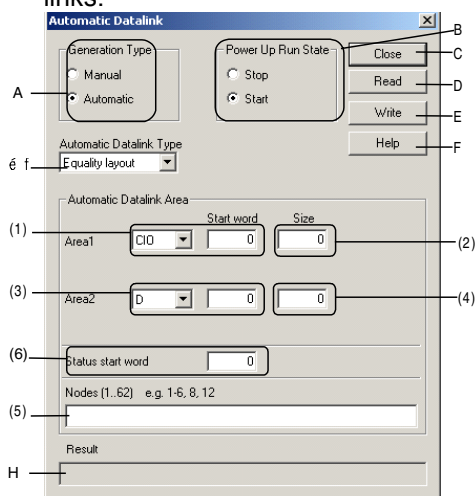 links.
Automatic Datalink
Generation Type
Manual
Automatic
Power Up Run State
Stop
Start
Close
Read
Write
Help
A
B
C
D
E
F
Automatic Datalink Type
é f
Equality layout
Automatic Datalink Area
Start word Size
(1) Area1 CIO 0 0 (2)
(3) Area2 D 0 0 (4)
(6) Status start word 0
Nodes (1..62) e.g. 1-6, 8, 12
(5)
Result
H